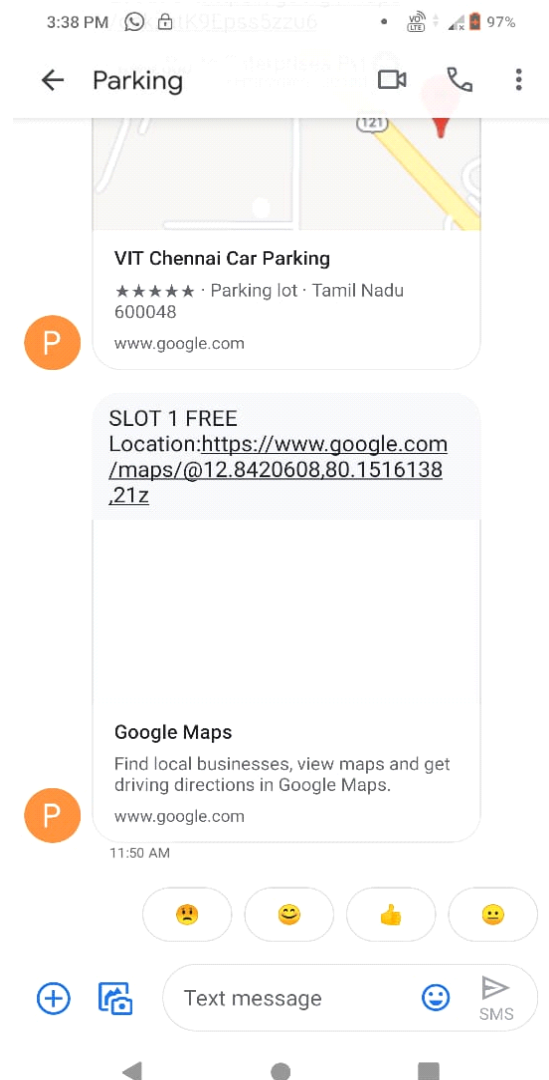 3:38 PM VO)) LTE 97%
Parking
121
VIT Chennai Car Parking
★★★★★ · Parking lot · Tamil Nadu
600048
www.google.com
P
SLOT 1 FREE
Location:https://www.google.com
/maps/@12.8420608,80.1516138
,21z
Google Maps
Find local businesses, view maps and get
driving directions in Google Maps.
www.google.com
P
11:50 AM
Text message
SMS